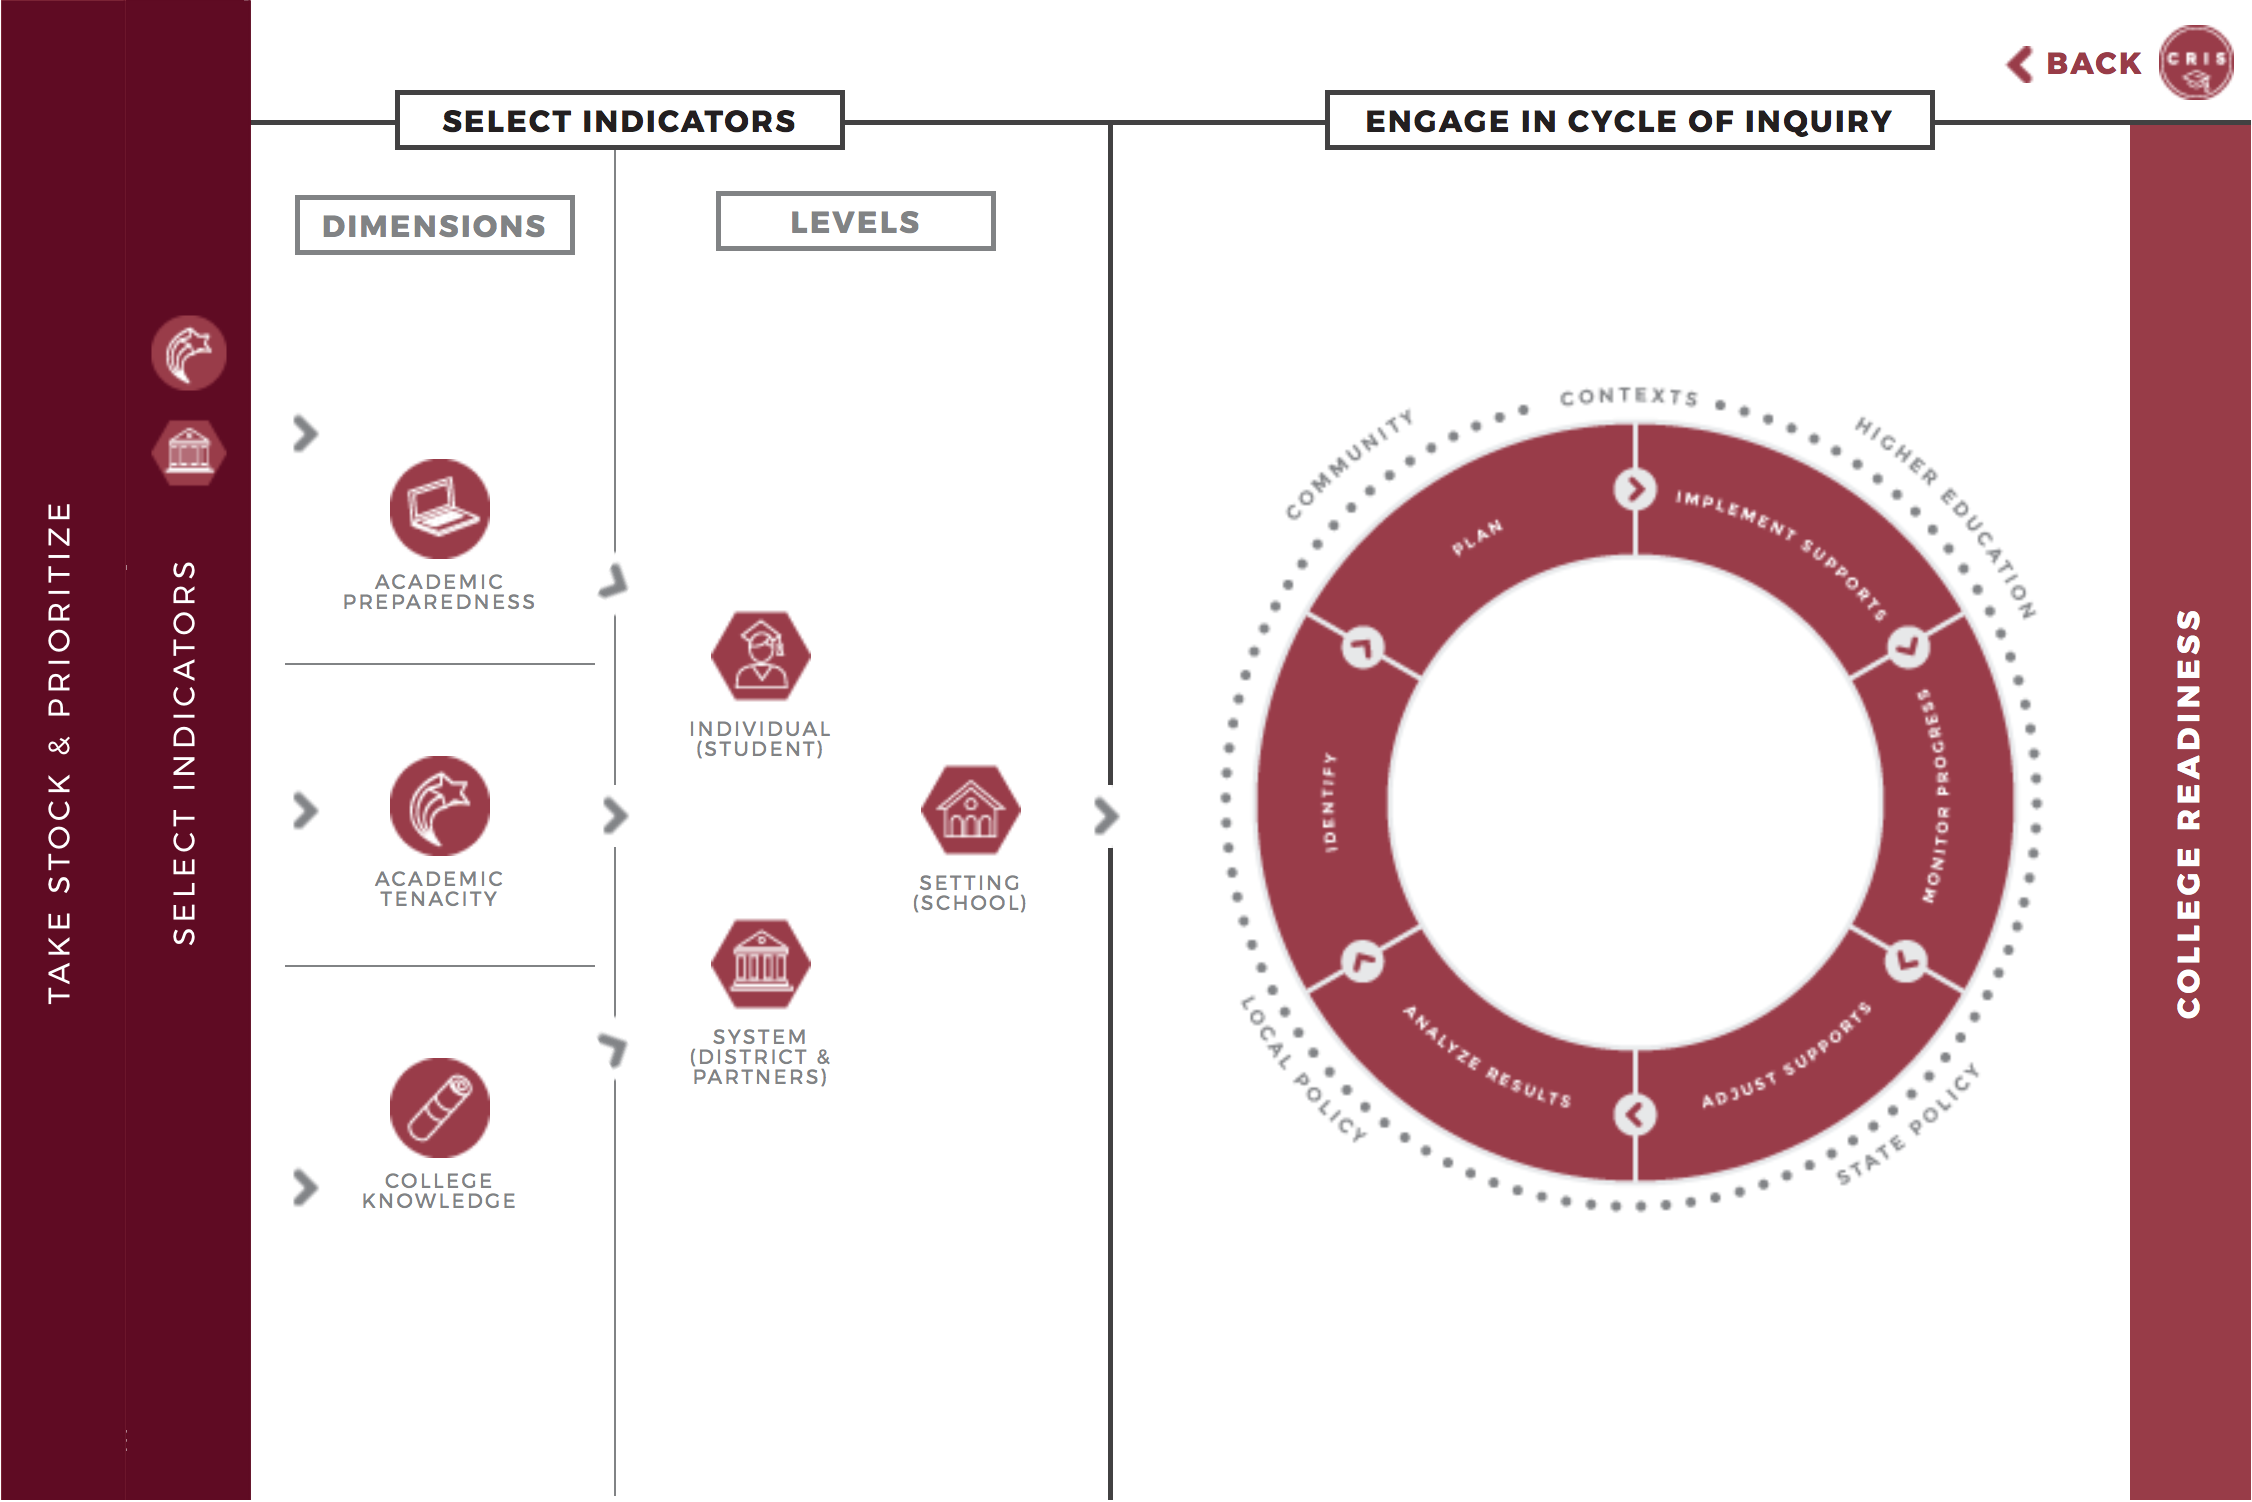 TAKE STOCK & PRIORITIZE
SELECT INDICATORS
BACK
CRIS
SELECT INDICATORS
ENGAGE IN CYCLE OF INQUIRY
DIMENSIONS
LEVELS
ACADEMIC
PREPAREDNESS
ACADEMIC
TENACITY
COLLEGE
KNOWLEDGE
INDIVIDUAL
(STUDENT)
SETTING
(SCHOOL)
SYSTEM
(DISTRICT &
PARTNERS)
CONTEXTS
COMMUNITY
HIGHER EDUCATION
LOCAL POLICY
STATE POLICY
PLAN
IMPLEMENT SUPPORTS
MONITOR PROGRESS
ADJUST SUPPORTS
ANALYZE RESULTS
IDENTIFY
COLLEGE READINESS